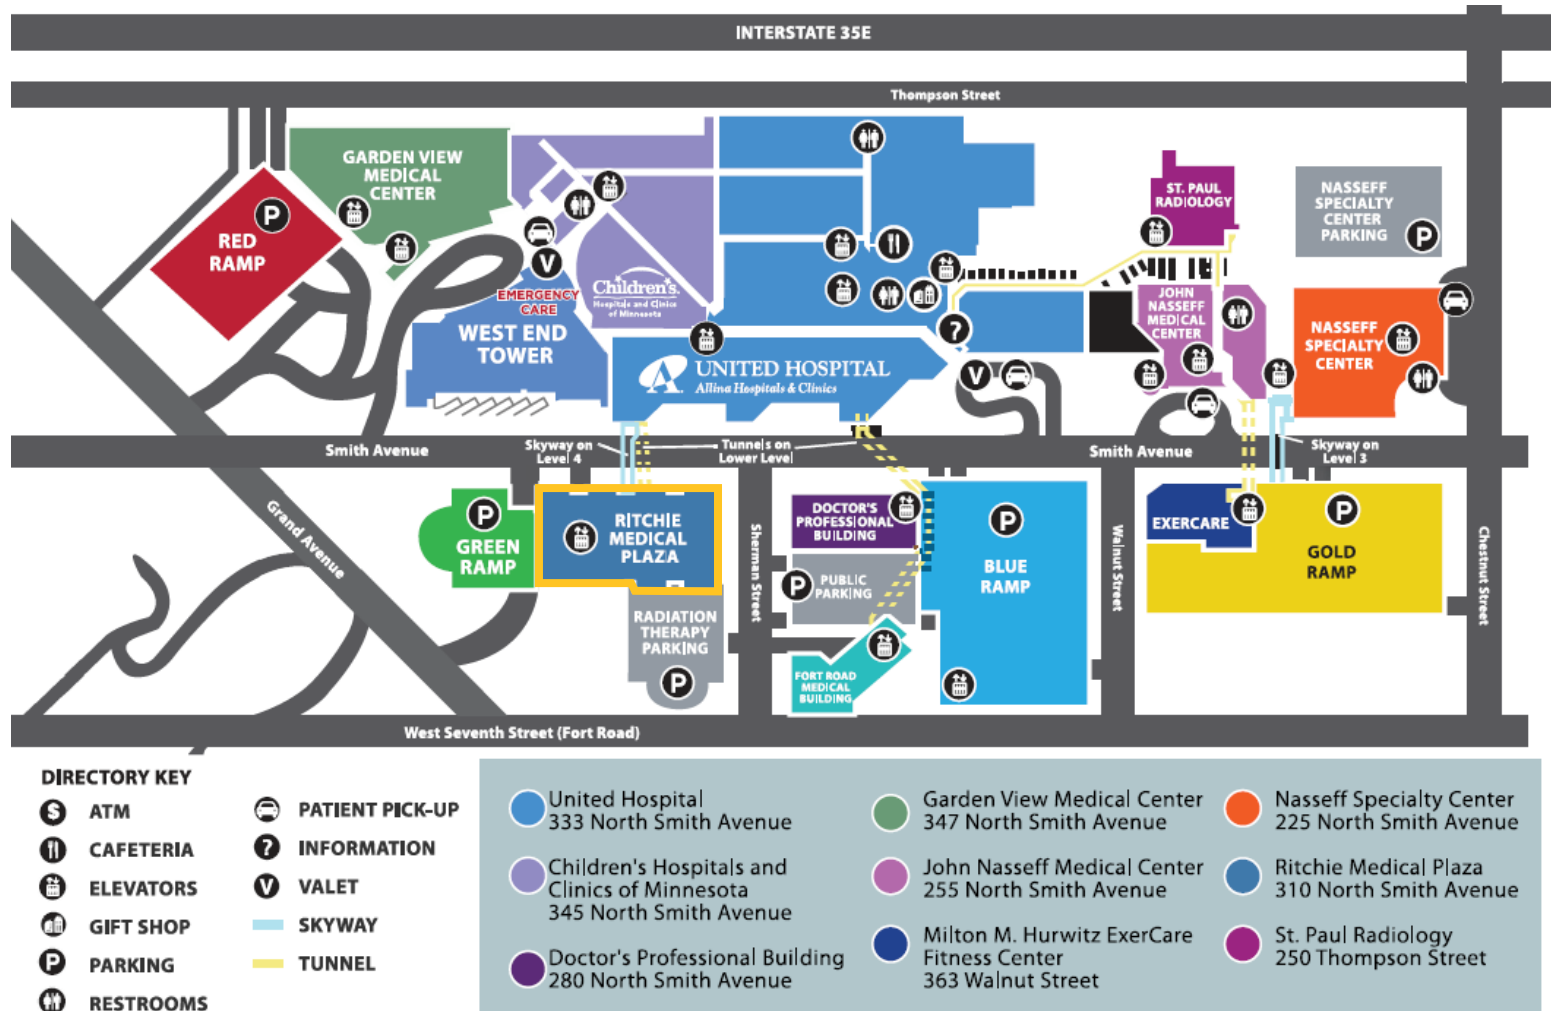 INTERSTATE 35E
Thompson Street
GARDEN VIEW
MEDICAL
CENTER
P
RED
RAMP
V
EMERGENCY
CARE
WEST END
TOWER
Children's.
Hospitals and Clinics
of Minnesota
UNITED HOSPITAL
Allina Hospitals & Clinics
?
V
ST. PAUL
RADIOLOGY
JOHN
NASSEFF
MEDICAL
CENTER
NASSEFF
SPECIALTY
CENTER
PARKING
P
NASSEFF
SPECIALTY
CENTER
Smith Avenue
Skyway on
Level 4
Tunnels on
Lower Level
Smith Avenue
Skyway on
Level 3
Grand Avenue
P
GREEN
RAMP
RITCHIE
MEDICAL
PLAZA
RADIATION
THERAPY
PARKING
P
Sherman Street
DOCTOR'S
PROFESSIONAL
BUILDING
P
PUBLIC
PARKING
FORT ROAD
MEDICAL
BUILDING
P
BLUE
RAMP
Walnut Street
EXERCARE
P
GOLD
RAMP
Chestnut Street
West Seventh Street (Fort Road)
DIRECTORY KEY
$ ATM
CAFETERIA
ELEVATORS
GIFT SHOP
P PARKING
RESTROOMS
PATIENT PICK-UP
? INFORMATION
V VALET
SKYWAY
TUNNEL
United Hospital
333 North Smith Avenue
Children's Hospitals and
Clinics of Minnesota
345 North Smith Avenue
Doctor's Professional Building
280 North Smith Avenue
Garden View Medical Center
347 North Smith Avenue
John Nasseff Medical Center
255 North Smith Avenue
Milton M. Hurwitz ExerCare
Fitness Center
363 Walnut Street
Nasseff Specialty Center
225 North Smith Avenue
Ritchie Medical Plaza
310 North Smith Avenue
St. Paul Radiology
250 Thompson Street